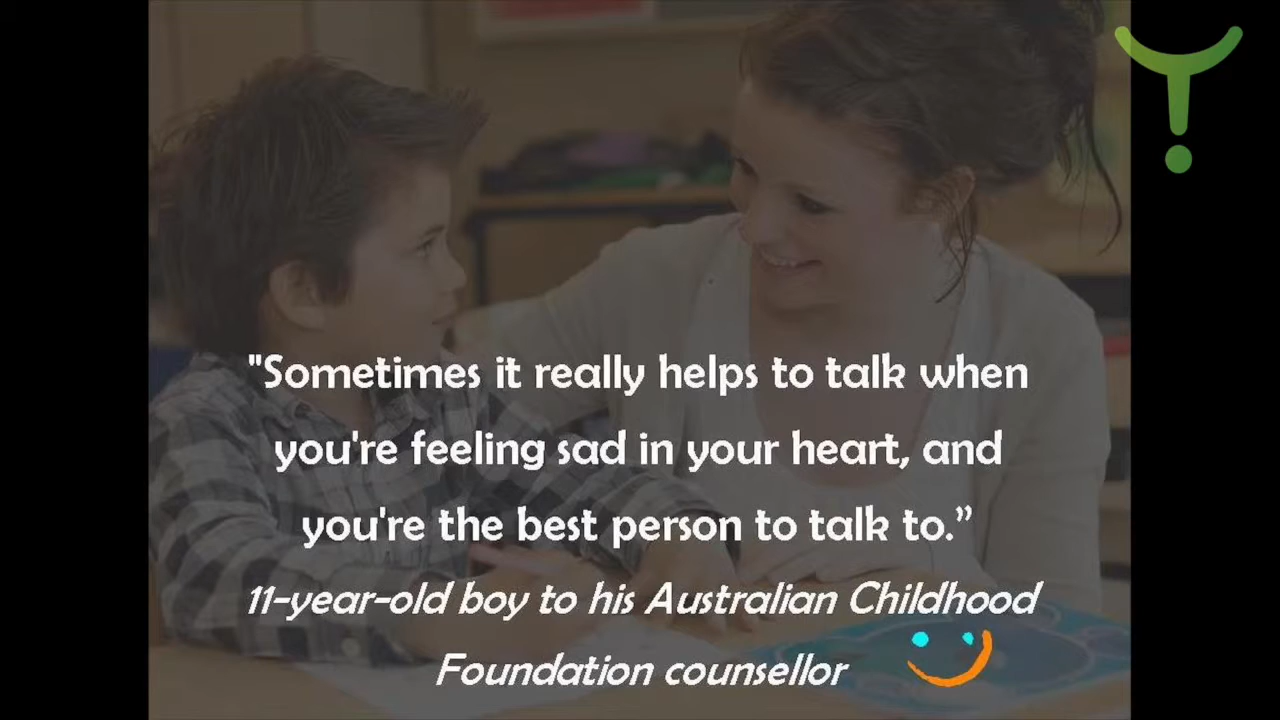 "Sometimes it really helps to talk when
you're feeling sad in your heart, and
you're the best person to talk to.”
11-year-old boy to his Australian Childhood
Foundation counsellor